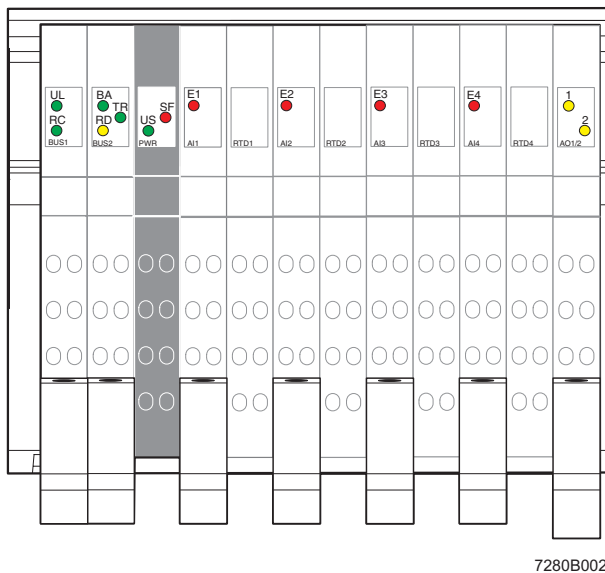 UL BA E1 E2 E3 E4 1
TR SF
RC RD US 2
BUS1 BUS2 PWR AI1 RTD1 AI2 RTD2 AI3 RTD3 AI4 RTD4 AO1/2
7280B002